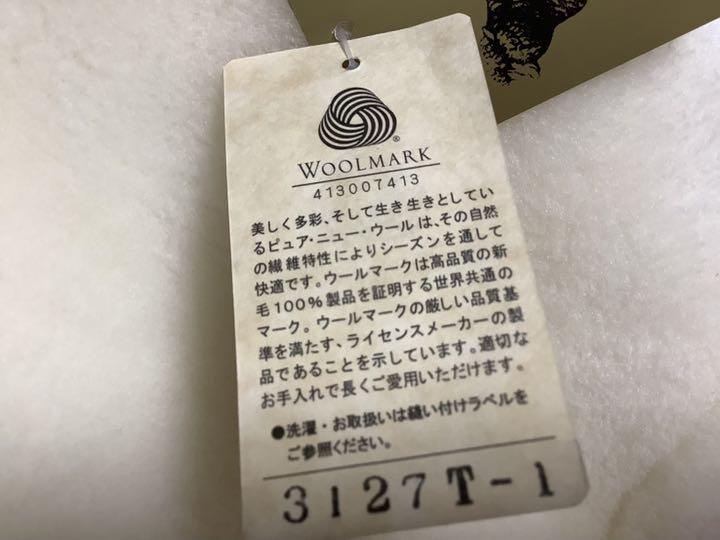 ®
WOOLMARK
413007413
美しく多彩、そして生き生きとしてい
るピュア・ニュー・ウールは、その自然
の繊維特性によりシーズンを通して
快適です。ウールマークは高品質の新
毛100%製品を証明する世界共通の
マーク。ウールマークの厳しい品質基
準を満たす、ライセンスメーカーの製
品であることを示しています。適切な
お手入れで長くご愛用いただけます。
●洗濯・お取扱いは縫い付けラベルを
ご参照ください。
3127T-1